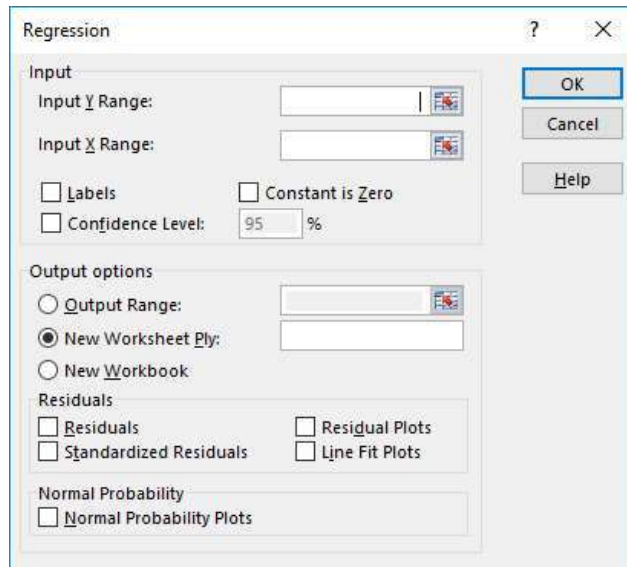 Regression ?
Input
OK
Input Y Range:
Cancel
Input X Range:
Help
Labels Constant is Zero
Confidence Level: 95 %
Output options
Output Range:
New Worksheet Ply:
New Workbook
Residuals
Residuals Residual Plots
Standardized Residuals Line Fit Plots
Normal Probability
Normal Probability Plots